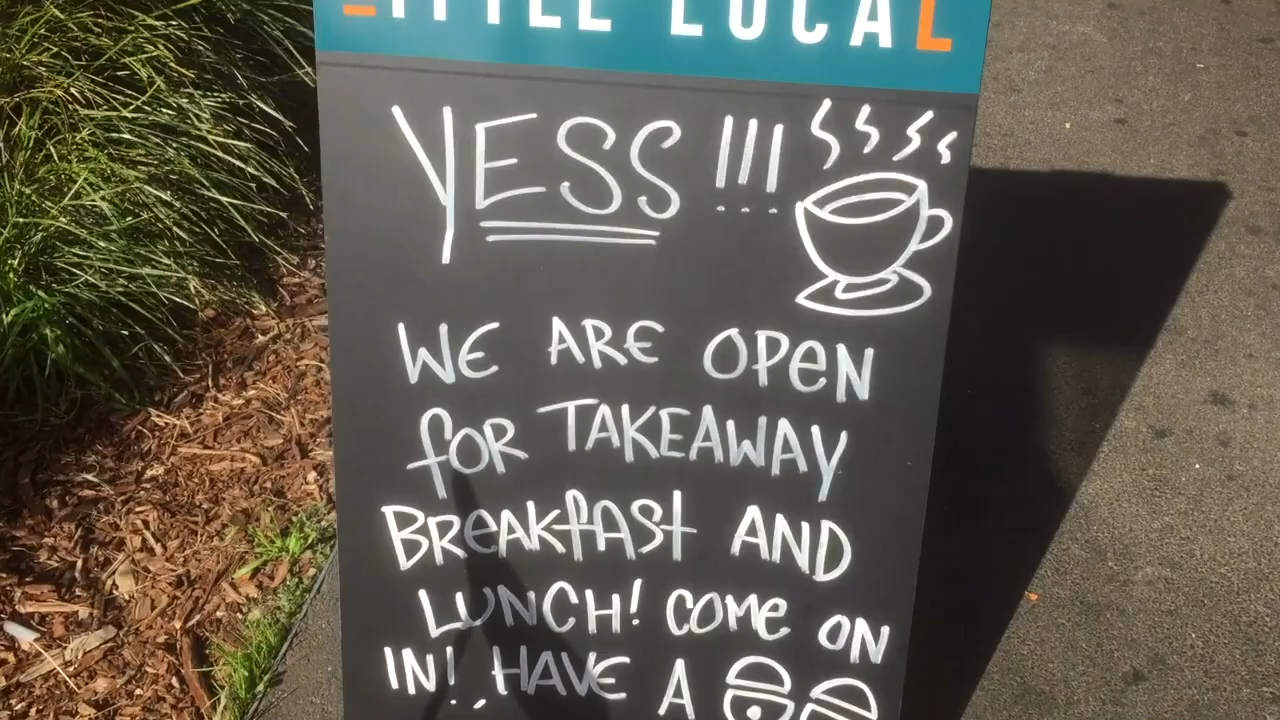 LITTLE LOCAL
YESS !!!
WE ARE OPEN
FOR TAKEAWAY
BREAKFAST AND
LUNCH! COME ON
IN! HAVE A